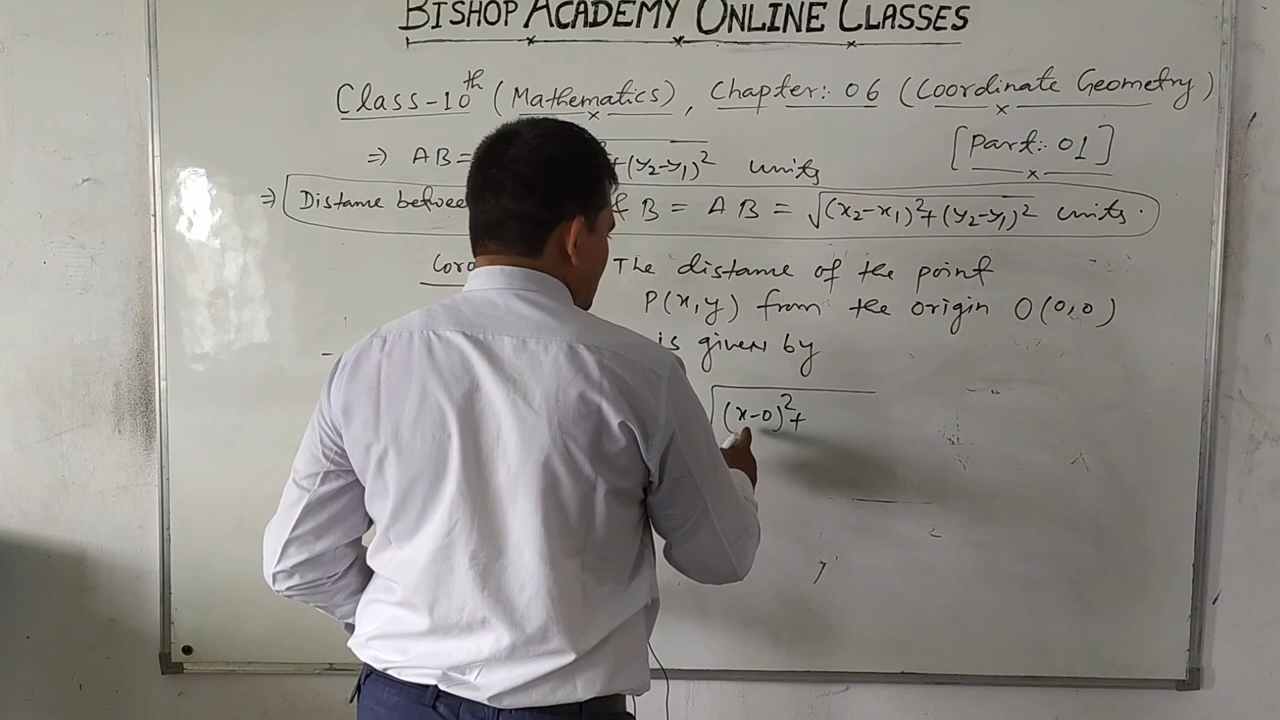 BISHOP ACADEMY ONLINE CLASSES
Class-10th (Mathematics), Chapter:- 06 (Coordinate Geometry)
[Part:- 01]
⇒ AB= +(y₂-y₁)² units
⇒ Distance between B = AB = √(x₂-x₁)²+(y₂-y₁)² units.
The distance of the point
P(x,y) from the origin O(0,0)
is given by
√(x-0)²+